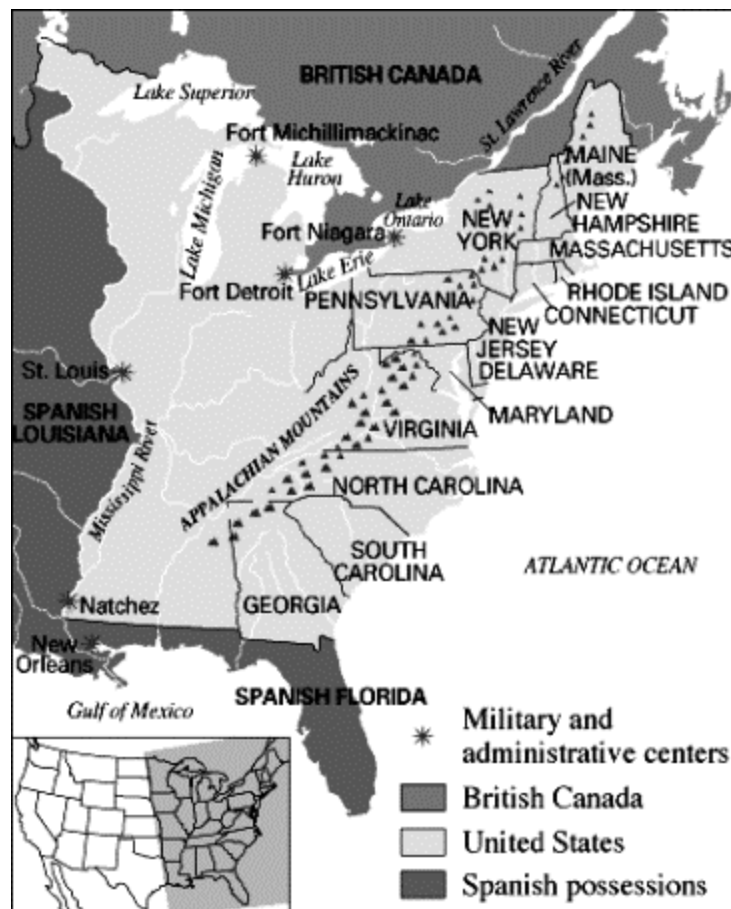 BRITISH CANADA
Lake Superior
St. Lawrence River
Fort Michillimackinac
Lake
Huron
Lake Michigan
MAINE
(Mass.)
Lake
Ontario
NEW
YORK
NEW
HAMPSHIRE
Fort Niagara
MASSACHUSETTS
Lake Erie
Fort Detroit
PENNSYLVANIA
RHODE ISLAND
CONNECTICUT
NEW
JERSEY
DELAWARE
St. Louis
MARYLAND
SPANISH
LOUISIANA
APPALACHIAN MOUNTAINS
VIRGINIA
Mississippi River
NORTH CAROLINA
SOUTH
CAROLINA
ATLANTIC OCEAN
Natchez
GEORGIA
New
Orleans
SPANISH FLORIDA
Gulf of Mexico
Military and
administrative centers
British Canada
United States
Spanish possessions